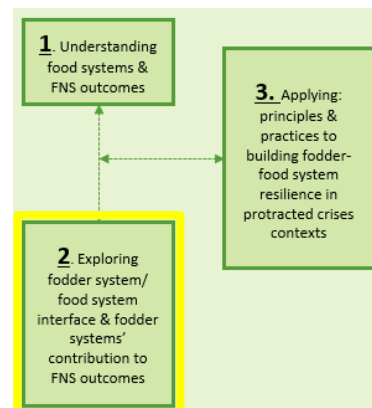 1. Understanding
food systems &
FNS outcomes
3. Applying:
principles &
practices to
building fodder-
food system
resilience in
protracted crises
contexts
2. Exploring
fodder system/
food system
interface & fodder
systems’
contribution to
FNS outcomes